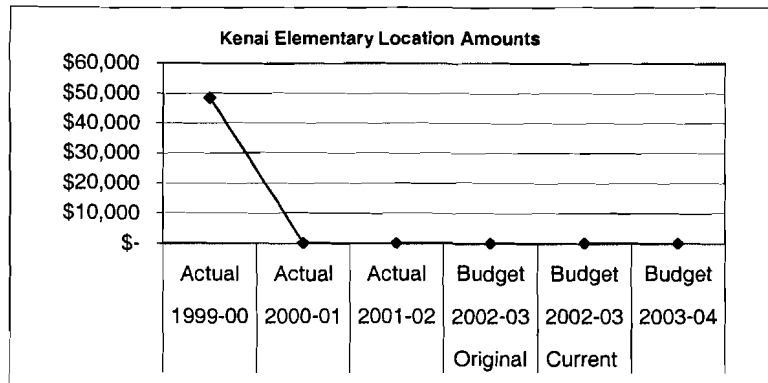 Kenai Elementary Location Amounts
$60,000
$50,000
$40,000
$30,000
$20,000
$10,000
$-
Actual Actual Actual Budget Budget Budget
1999-00 2000-01 2001-02 2002-03 2002-03 2003-04
Original Current